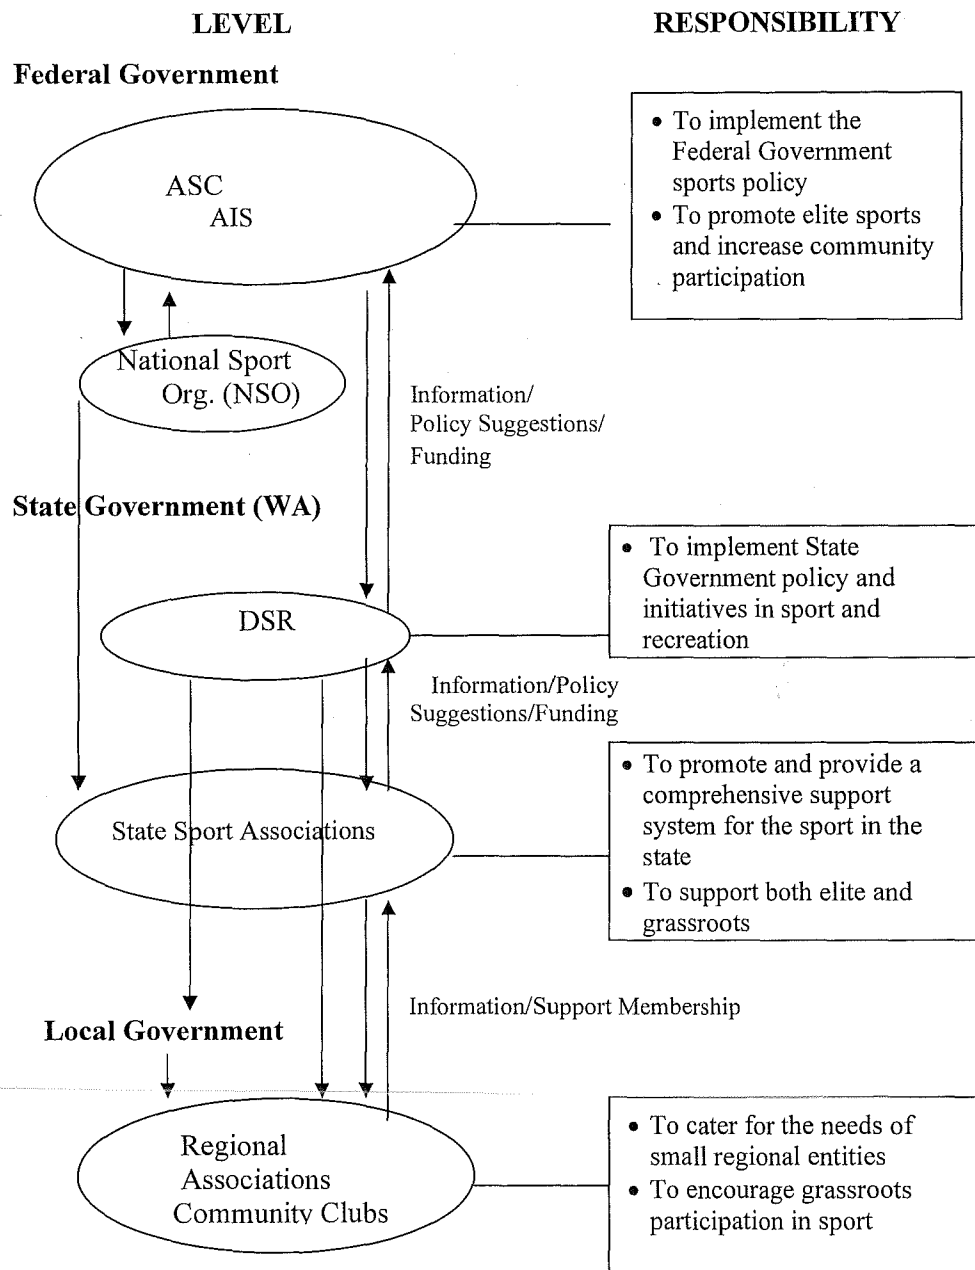 LEVEL
RESPONSIBILITY
Federal Government
ASC
AIS
• To implement the
Federal Government
sports policy
• To promote elite sports
and increase community
participation
National Sport
Org. (NSO)
Information/
Policy Suggestions/
Funding
State Government (WA)
DSR
• To implement State
Government policy and
initiatives in sport and
recreation
Information/Policy
Suggestions/Funding
State Sport Associations
• To promote and provide a
comprehensive support
system for the sport in the
state
• To support both elite and
grassroots
Information/Support Membership
Local Government
Regional
Associations
Community Clubs
• To cater for the needs of
small regional entities
• To encourage grassroots
participation in sport